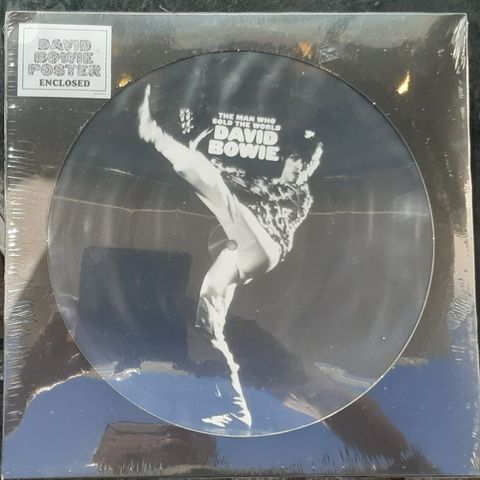 DAVID
BOWIE
POSTER
ENCLOSED
THE MAN WHO
SOLD THE WORLD
DAVID
BOWIE